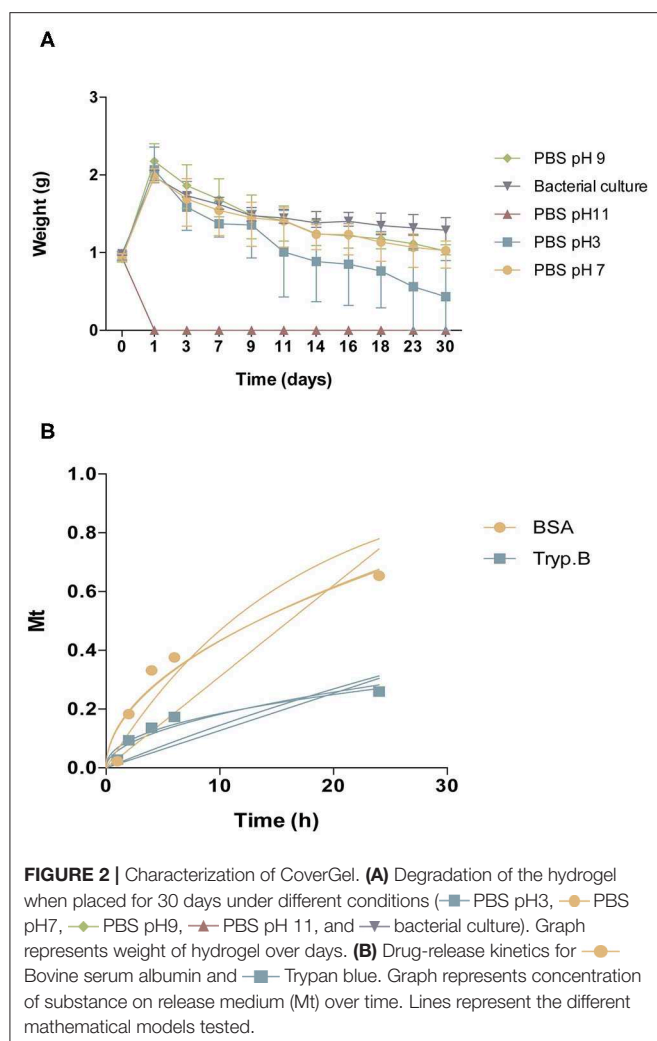 A
3
2
1
0
Weight (g)
0 1 3 7 9 11 14 16 18 23 30
Time (days)
PBS pH 9
Bacterial culture
PBS pH11
PBS pH3
PBS pH 7
B
1.0
0.8
0.6
0.4
0.2
0.0
Mt
0 10 20 30
Time (h)
BSA
Tryp.B
FIGURE 2 | Characterization of CoverGel. (A) Degradation of the hydrogel
when placed for 30 days under different conditions (PBS pH3, PBS
pH7, PBS pH9, PBS pH 11, and bacterial culture). Graph
represents weight of hydrogel over days. (B) Drug-release kinetics for
Bovine serum albumin and Trypan blue. Graph represents concentration
of substance on release medium (Mt) over time. Lines represent the different
mathematical models tested.